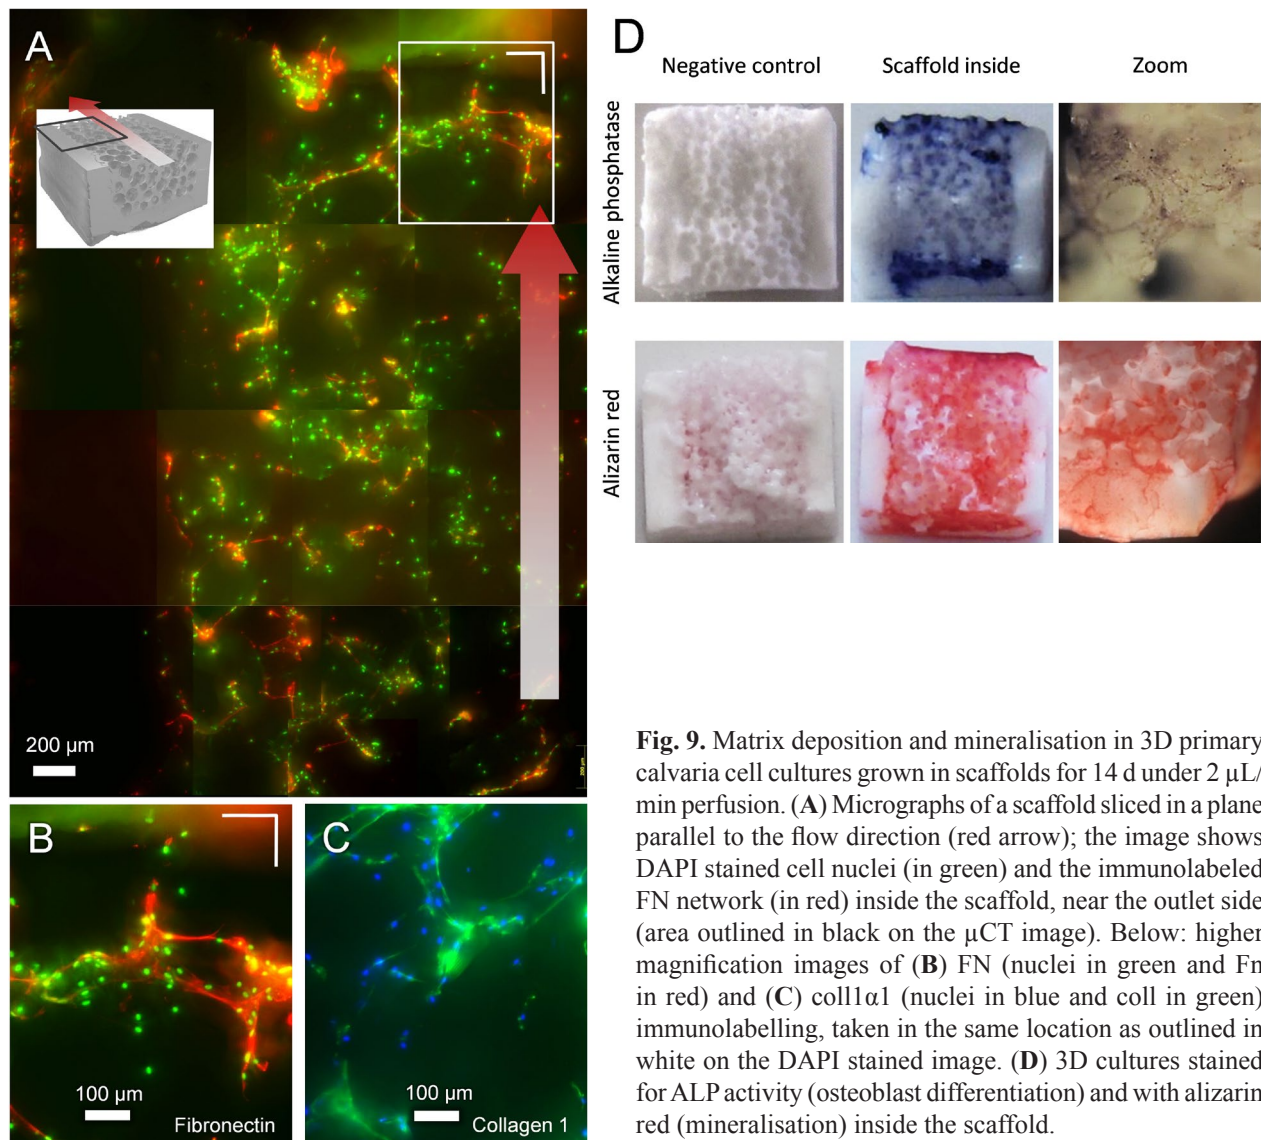 A
200 µm
B
100 µm
Fibronectin
C
100 µm
Collagen 1
D
Negative control
Scaffold inside
Zoom
Alkaline phosphatase
Alizarin red
Fig. 9. Matrix deposition and mineralisation in 3D primary
calvaria cell cultures grown in scaffolds for 14 d under 2 µL/
min perfusion. (A) Micrographs of a scaffold sliced in a plane
parallel to the flow direction (red arrow); the image shows
DAPI stained cell nuclei (in green) and the immunolabeled
FN network (in red) inside the scaffold, near the outlet side
(area outlined in black on the µCT image). Below: higher
magnification images of (B) FN (nuclei in green and Fn
in red) and (C) coll1α1 (nuclei in blue and coll in green)
immunolabelling, taken in the same location as outlined in
white on the DAPI stained image. (D) 3D cultures stained
for ALP activity (osteoblast differentiation) and with alizarin
red (mineralisation) inside the scaffold.